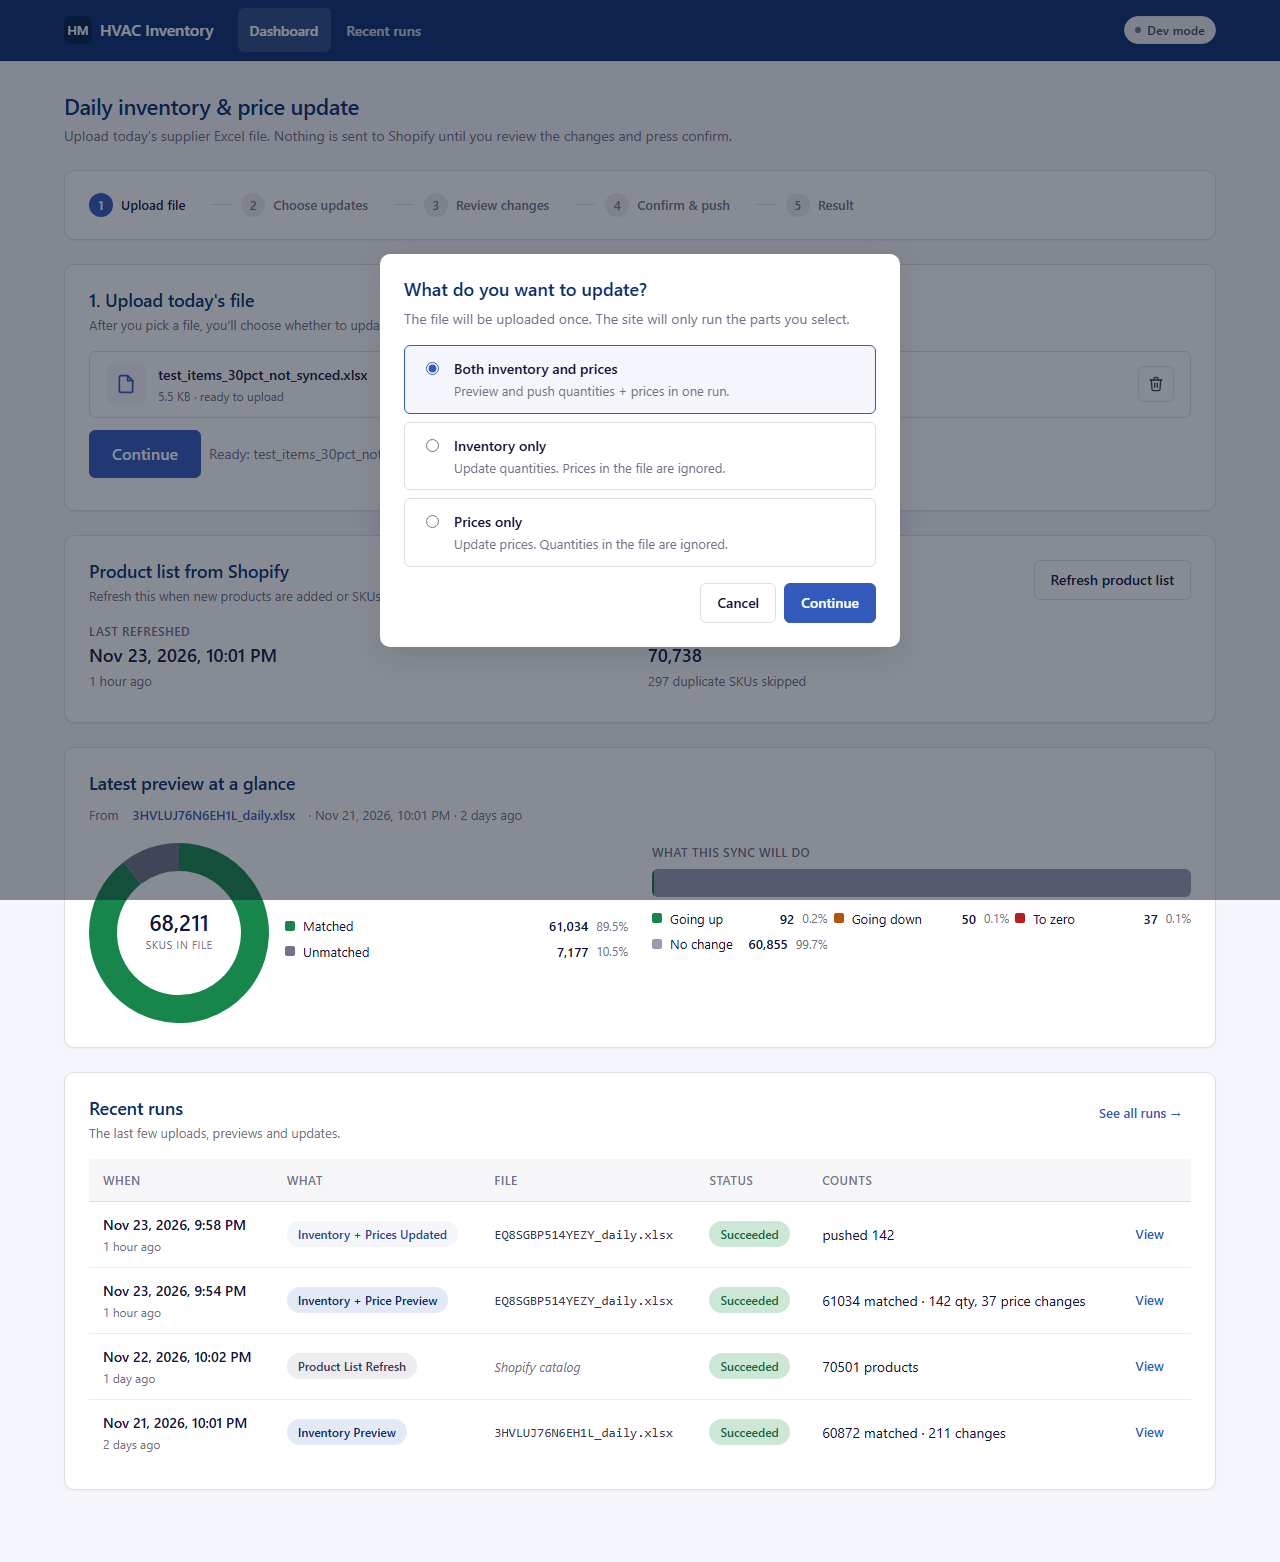 HM HVAC Inventory Dashboard Recent runs Dev mode
Daily inventory & price update
Upload today's supplier Excel file. Nothing is sent to Shopify until you review the changes and press confirm.
1 Upload file 2 Choose updates 3 Review changes 4 Confirm & push 5 Result
1. Upload today's file
After you pick a file, you'll choose whether to upda
test_items_30pct_not_synced.xlsx
5.5 KB · ready to upload
Continue Ready: test_items_30pct_not
What do you want to update?
The file will be uploaded once. The site will only run the parts you select.
Both inventory and prices
Preview and push quantities + prices in one run.
Inventory only
Update quantities. Prices in the file are ignored.
Prices only
Update prices. Quantities in the file are ignored.
Cancel Continue
Product list from Shopify
Refresh this when new products are added or SKUs
Refresh product list
LAST REFRESHED
Nov 23, 2026, 10:01 PM
1 hour ago
70,738
297 duplicate SKUs skipped
Latest preview at a glance
From 3HVLUJ76N6EH1L_daily.xlsx · Nov 21, 2026, 10:01 PM · 2 days ago
68,211
SKUS IN FILE
Matched 61,034 89.5%
Unmatched 7,177 10.5%
WHAT THIS SYNC WILL DO
Going up 92 0.2% Going down 50 0.1% To zero 37 0.1%
No change 60,855 99.7%
Recent runs
The last few uploads, previews and updates.
See all runs →
WHEN WHAT FILE STATUS COUNTS
Nov 23, 2026, 9:58 PM
1 hour ago
Inventory + Prices Updated EQ8SGBP514YEZY_daily.xlsx Succeeded pushed 142 View
Nov 23, 2026, 9:54 PM
1 hour ago
Inventory + Price Preview EQ8SGBP514YEZY_daily.xlsx Succeeded 61034 matched · 142 qty, 37 price changes View
Nov 22, 2026, 10:02 PM
1 day ago
Product List Refresh Shopify catalog Succeeded 70501 products View
Nov 21, 2026, 10:01 PM
2 days ago
Inventory Preview 3HVLUJ76N6EH1L_daily.xlsx Succeeded 60872 matched · 211 changes View